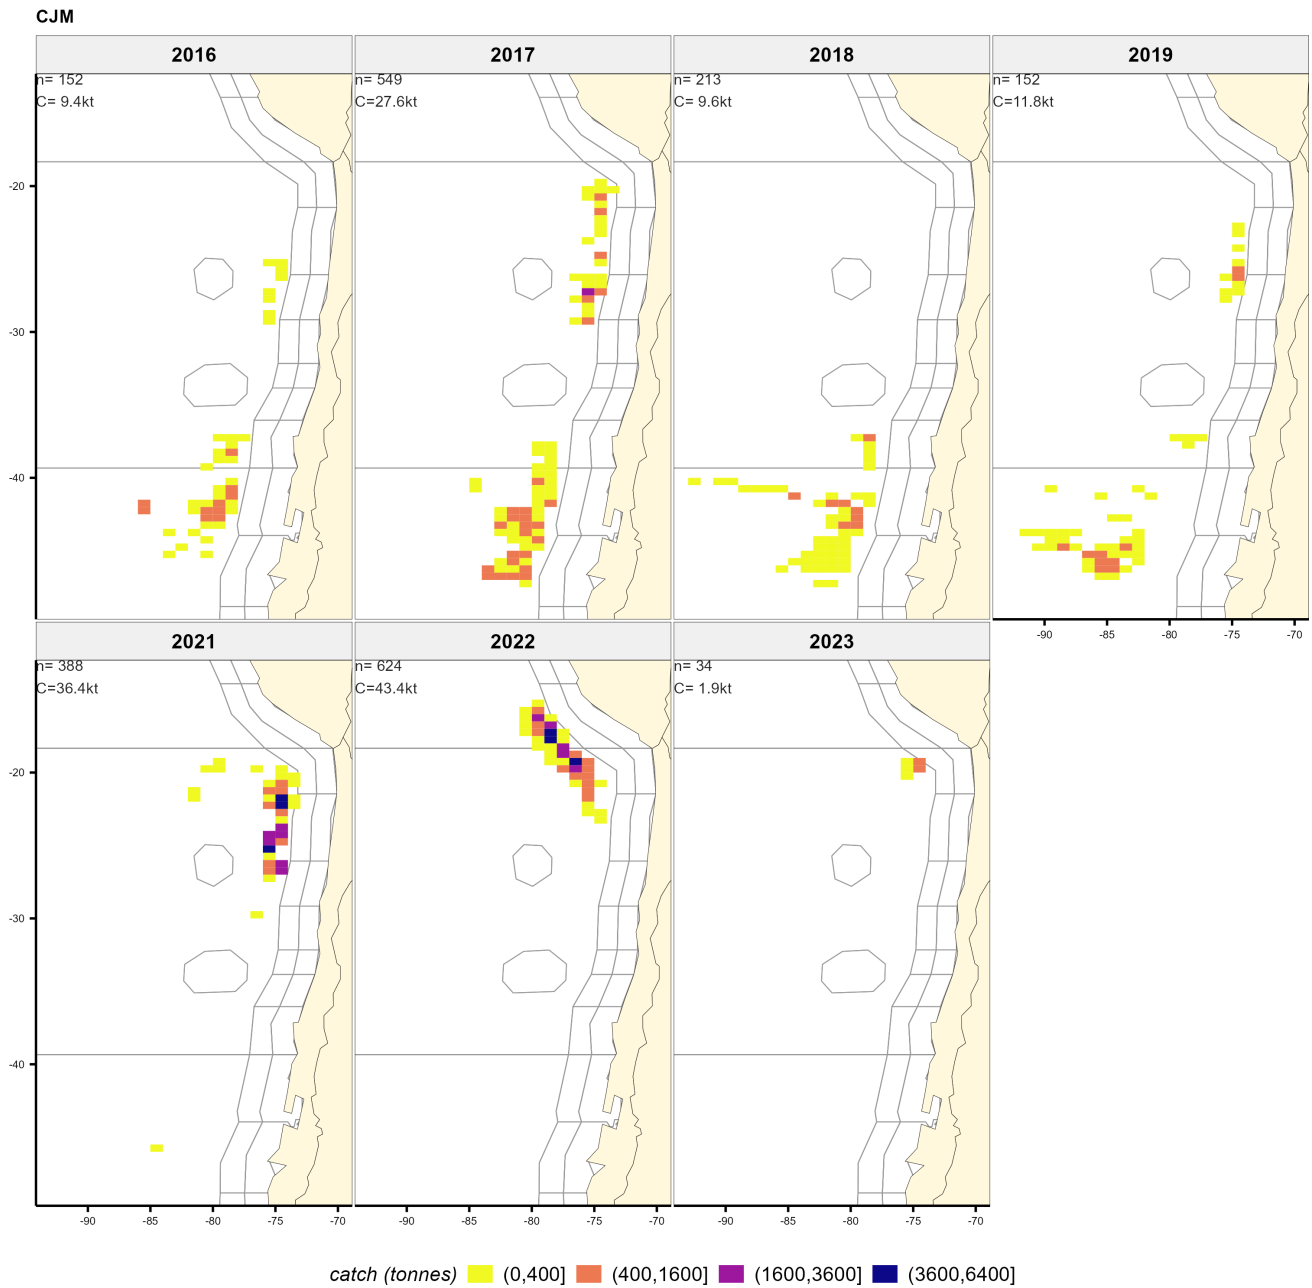 CJM
2016 2017 2018 2019
n= 152 n= 549 n= 213 n= 152
C= 9.4kt C=27.6kt C= 9.6kt C=11.8kt
-20
-30
-40
-90 -85 -80 -75 -70
2021 2022 2023
n= 388 n= 624 n= 34
C=36.4kt C=43.4kt C= 1.9kt
-20
-30
-40
-90 -85 -80 -75 -70 -90 -85 -80 -75 -70 -90 -85 -80 -75 -70
catch (tonnes) (0,400] (400,1600] (1600,3600] (3600,6400]